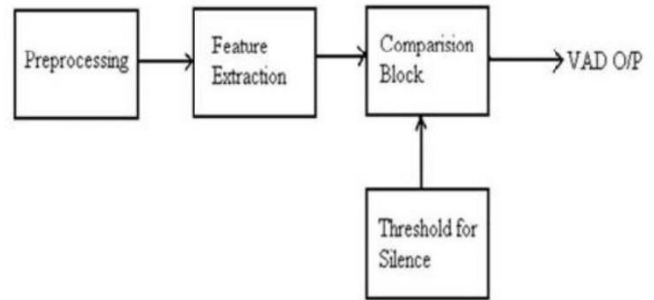 Preprocessing
Feature
Extraction
Comparision
Block
VAD O/P
Threshold for
Silence